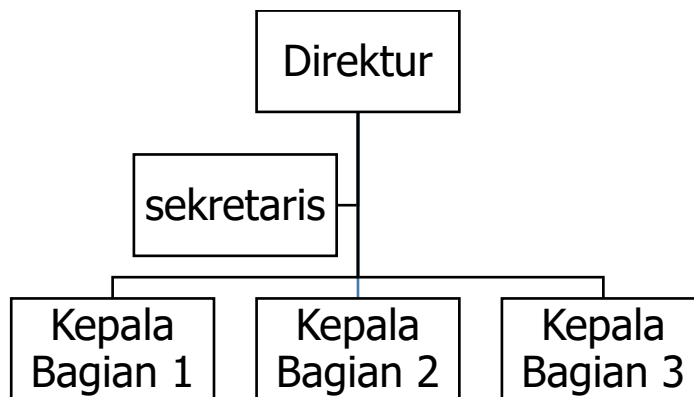 Direktur
sekretaris
Kepala
Bagian 1
Kepala
Bagian 2
Kepala
Bagian 3